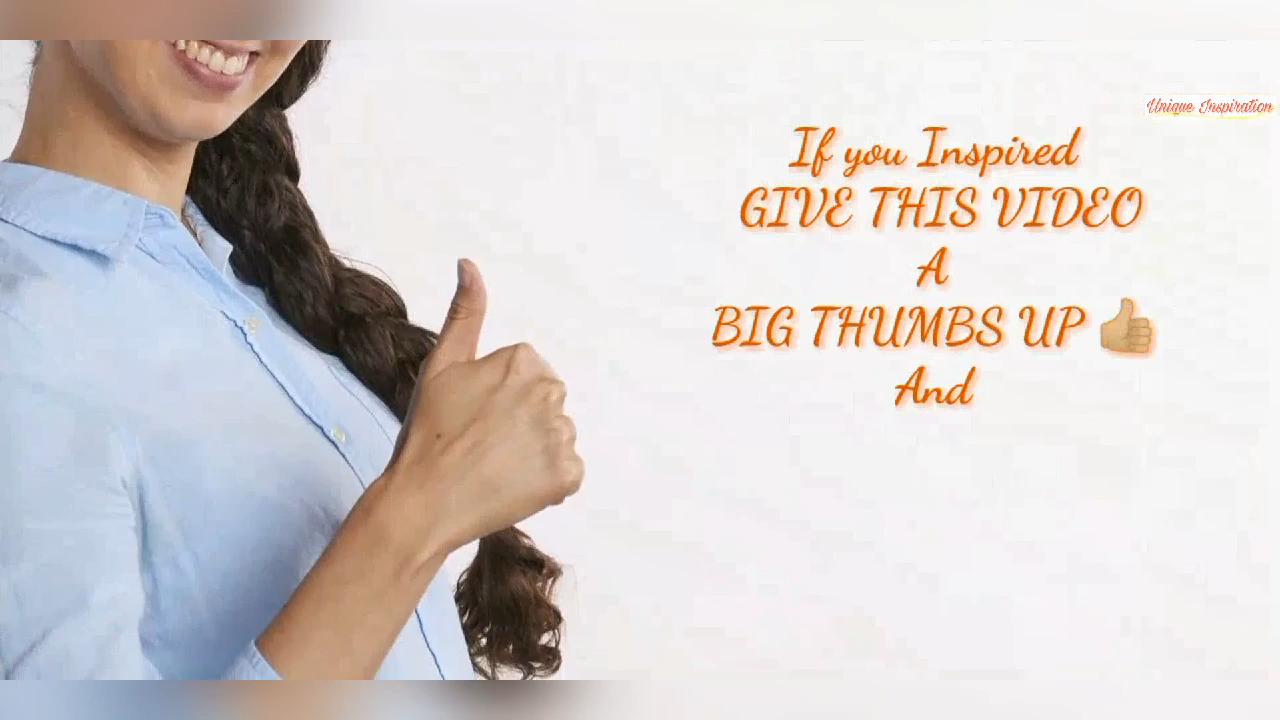 Unique Inspiration
If you Inspired
GIVE THIS VIDEO
A
BIG THUMBS UP 👍🏼
And